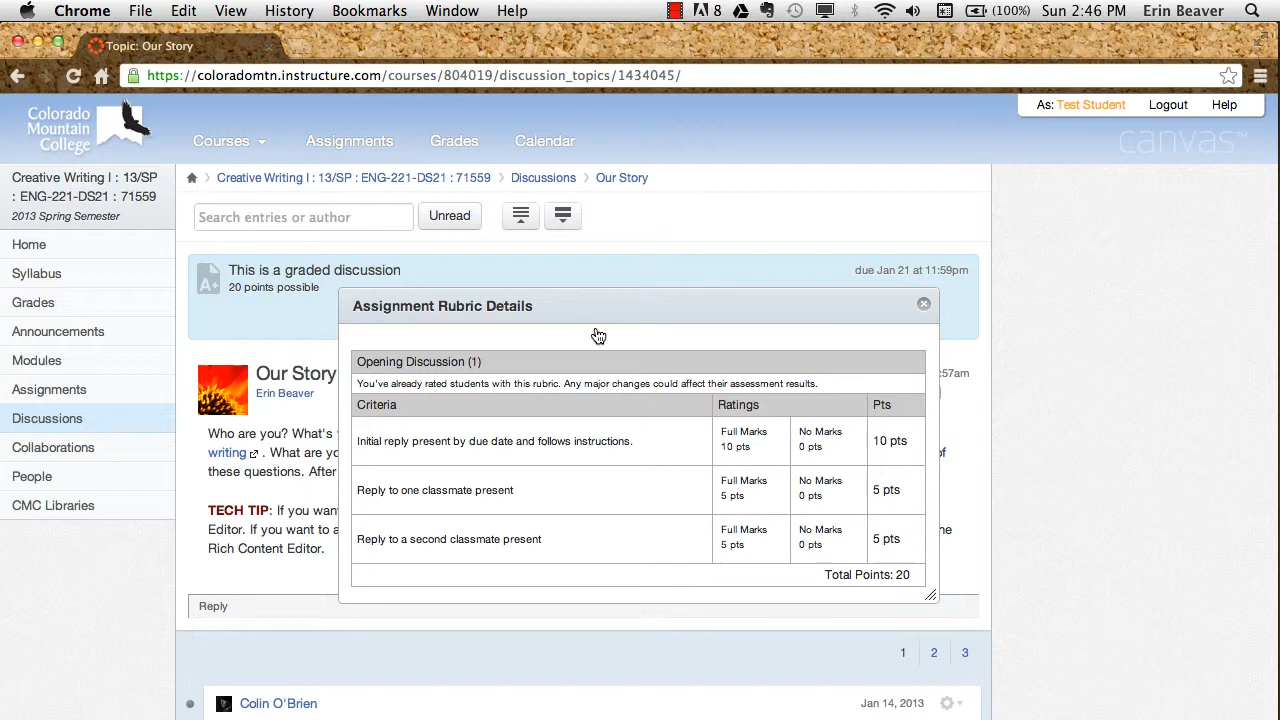 Chrome File Edit View History Bookmarks Window Help 8 (100%) Sun 2:46 PM Erin Beaver
Topic: Our Story
https://coloradomtn.instructure.com/courses/804019/discussion_topics/1434045/
Colorado
Mountain
College
Courses Assignments Grades Calendar
As: Test Student Logout Help
canvas™
Creative Writing I : 13/SP
: ENG-221-DS21 : 71559
2013 Spring Semester
Home
Syllabus
Grades
Announcements
Modules
Assignments
Discussions
Collaborations
People
CMC Libraries
Creative Writing I : 13/SP : ENG-221-DS21 : 71559 Discussions Our Story
Search entries or author Unread
A+ This is a graded discussion due Jan 21 at 11:59pm
20 points possible
Assignment Rubric Details
Opening Discussion (1)
You've already rated students with this rubric. Any major changes could affect their assessment results.
Criteria Ratings Pts
Initial reply present by due date and follows instructions. Full Marks 10 pts No Marks 0 pts 10 pts
Reply to one classmate present Full Marks 5 pts No Marks 0 pts 5 pts
Reply to a second classmate present Full Marks 5 pts No Marks 0 pts 5 pts
Total Points: 20
Our Story :57am
Erin Beaver
Who are you? What's
writing . What are you of
these questions. After
TECH TIP: If you want
Editor. If you want to a ne
Rich Content Editor.
Reply
1 2 3
Colin O'Brien Jan 14, 2013